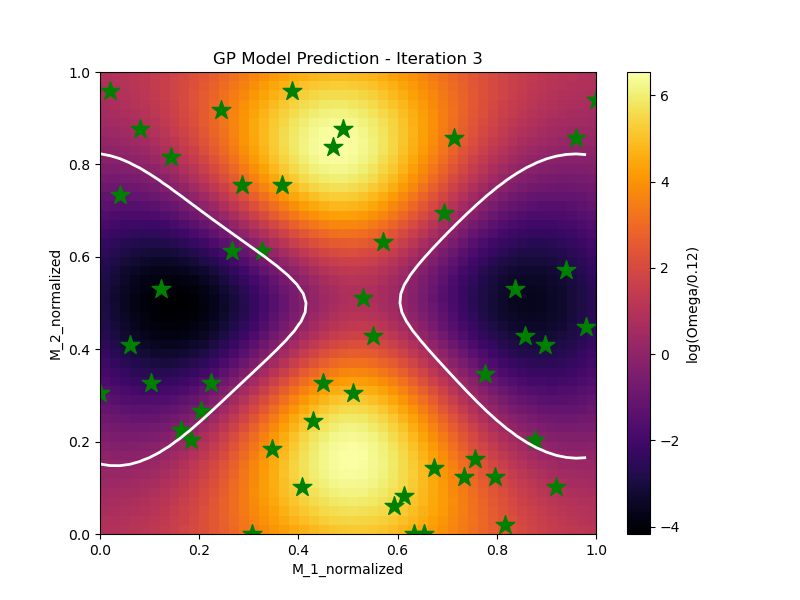 GP Model Prediction - Iteration 3
1.0
0.8
0.6
0.4
0.2
0.0
M_2_normalized
0.0 0.2 0.4 0.6 0.8 1.0
M_1_normalized
6
4
2
0
−2
−4
log(Omega/0.12)